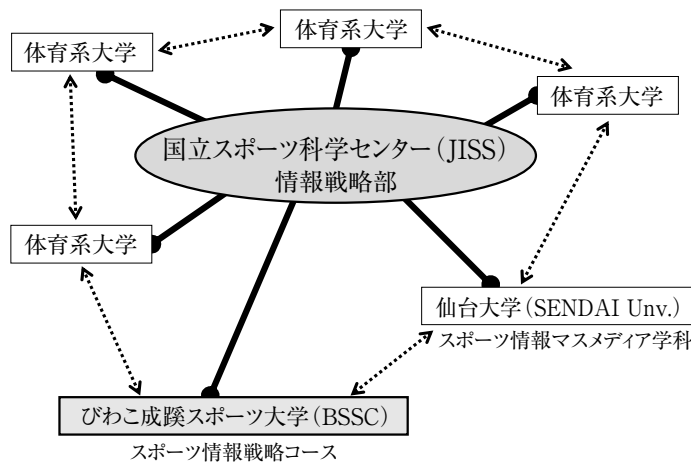 体育系大学
体育系大学
体育系大学
国立スポーツ科学センター（JISS）
情報戦略部
体育系大学
仙台大学（SENDAI Unv.）
スポーツ情報マスメディア学科
びわこ成蹊スポーツ大学（BSSC）
スポーツ情報戦略コース